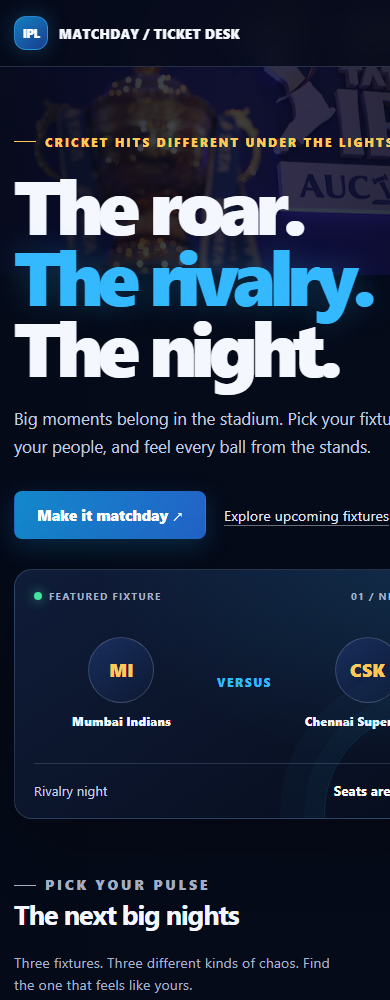 IPL MATCHDAY / TICKET DESK
CRICKET HITS DIFFERENT UNDER THE LIGHTS
AUC
The roar.
The rivalry.
The night.
Big moments belong in the stadium. Pick your
your people, and feel every ball from the stands.
Make it matchday ↗ Explore upcoming fixtures
FEATURED FIXTURE 01 /
MI VERSUS CSK
Mumbai Indians Chennai
Rivalry night Seats are
PICK YOUR PULSE
The next big nights
Three fixtures. Three different kinds of chaos. Find
the one that feels like yours.